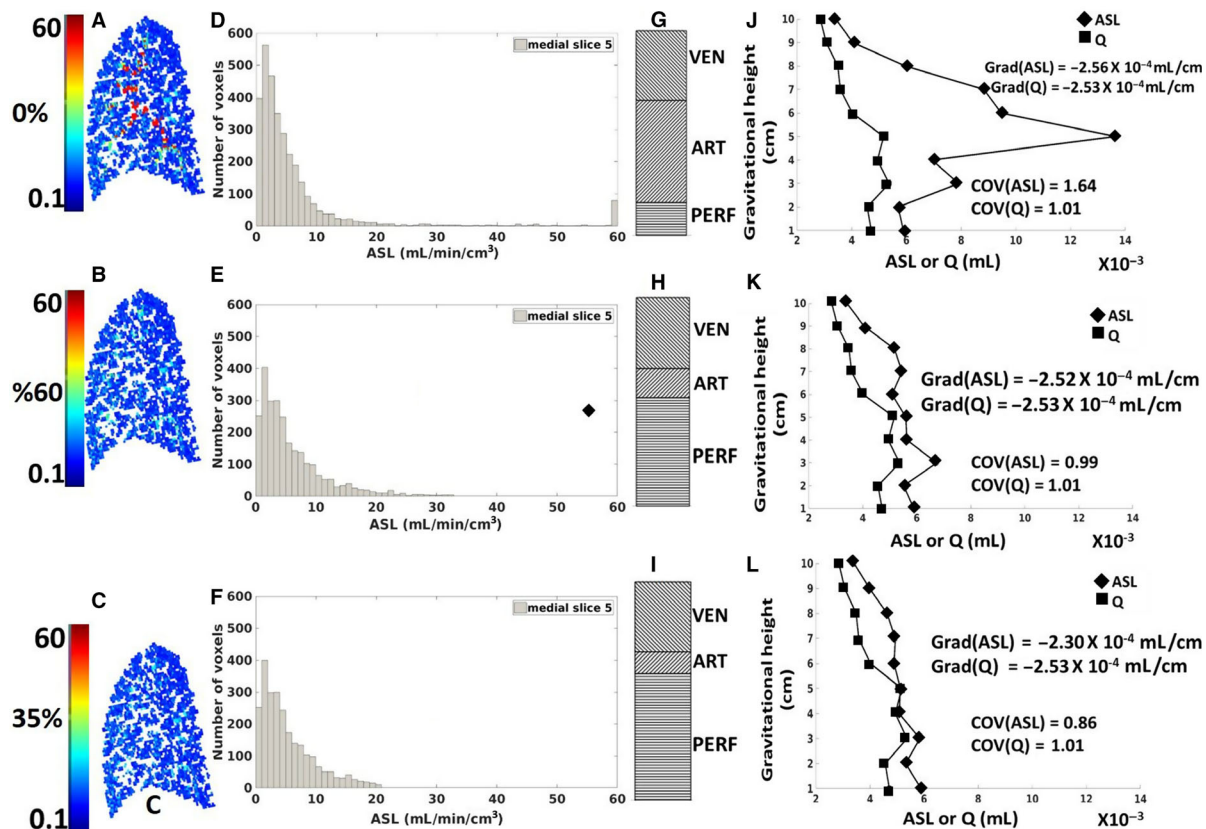 A
60
0%
0.1
D
Number of voxels
600
500
400
300
200
100
0
medial slice 5
0 10 20 30 40 50 60
ASL (mL/min/cm³)
G
VEN
ART
PERF
J
Gravitational height
(cm)
10
9
8
7
6
5
4
3
2
1
ASL
Q
Grad(ASL) = −2.56 X 10⁻⁴ mL/cm
Grad(Q) = −2.53 X 10⁻⁴ mL/cm
COV(ASL) = 1.64
COV(Q) = 1.01
2 4 6 8 10 12 14
ASL or Q (mL)
X10⁻³
B
60
%60
0.1
E
Number of voxels
600
500
400
300
200
100
0
medial slice 5
0 10 20 30 40 50 60
ASL (mL/min/cm³)
H
VEN
ART
PERF
K
Gravitational height
(cm)
10
9
8
7
6
5
4
3
2
1
ASL
Q
Grad(ASL) = −2.52 X 10⁻⁴ mL/cm
Grad(Q) = −2.53 X 10⁻⁴ mL/cm
COV(ASL) = 0.99
COV(Q) = 1.01
2 4 6 8 10 12 14
ASL or Q (mL)
X10⁻³
C
60
35%
0.1
C
F
Number of voxels
600
500
400
300
200
100
0
medial slice 5
0 10 20 30 40 50 60
ASL (mL/min/cm³)
I
VEN
ART
PERF
L
Gravitational height
(cm)
10
9
8
7
6
5
4
3
2
1
ASL
Q
Grad(ASL) = −2.30 X 10⁻⁴ mL/cm
Grad(Q) = −2.53 X 10⁻⁴ mL/cm
COV(ASL) = 0.86
COV(Q) = 1.01
2 4 6 8 10 12 14
ASL or Q (mL)
X10⁻³